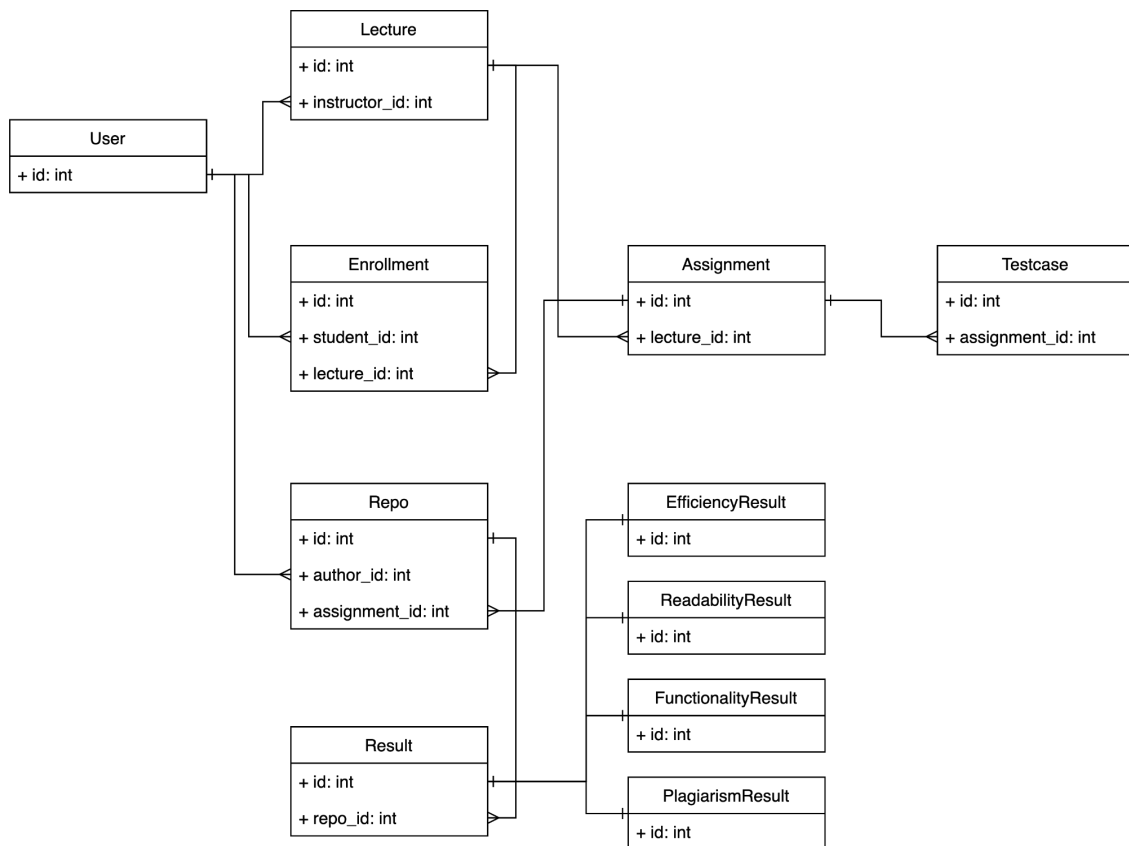 Lecture
+ id: int
+ instructor_id: int
User
+ id: int
Enrollment
+ id: int
+ student_id: int
+ lecture_id: int
Assignment
+ id: int
+ lecture_id: int
Testcase
+ id: int
+ assignment_id: int
Repo
+ id: int
+ author_id: int
+ assignment_id: int
EfficiencyResult
+ id: int
ReadabilityResult
+ id: int
FunctionalityResult
+ id: int
Result
+ id: int
+ repo_id: int
PlagiarismResult
+ id: int